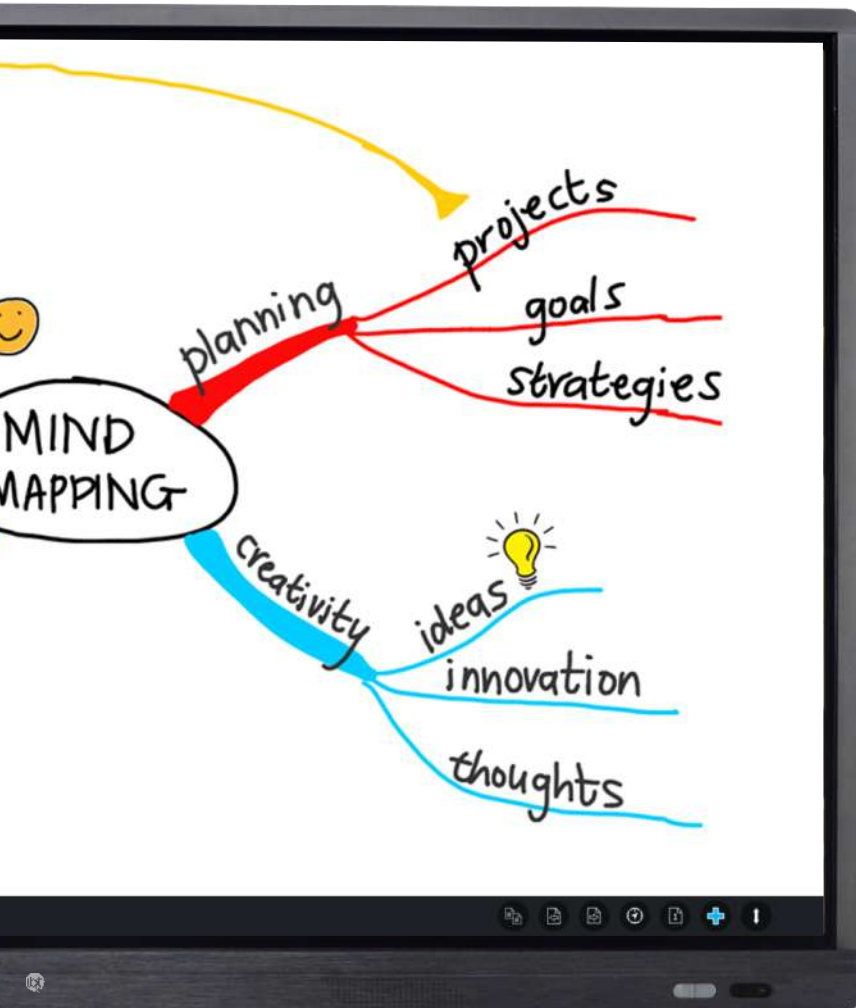 projects
planning
goals
strategies
MIND
MAPPING
creativity
ideas
innovation
thoughts